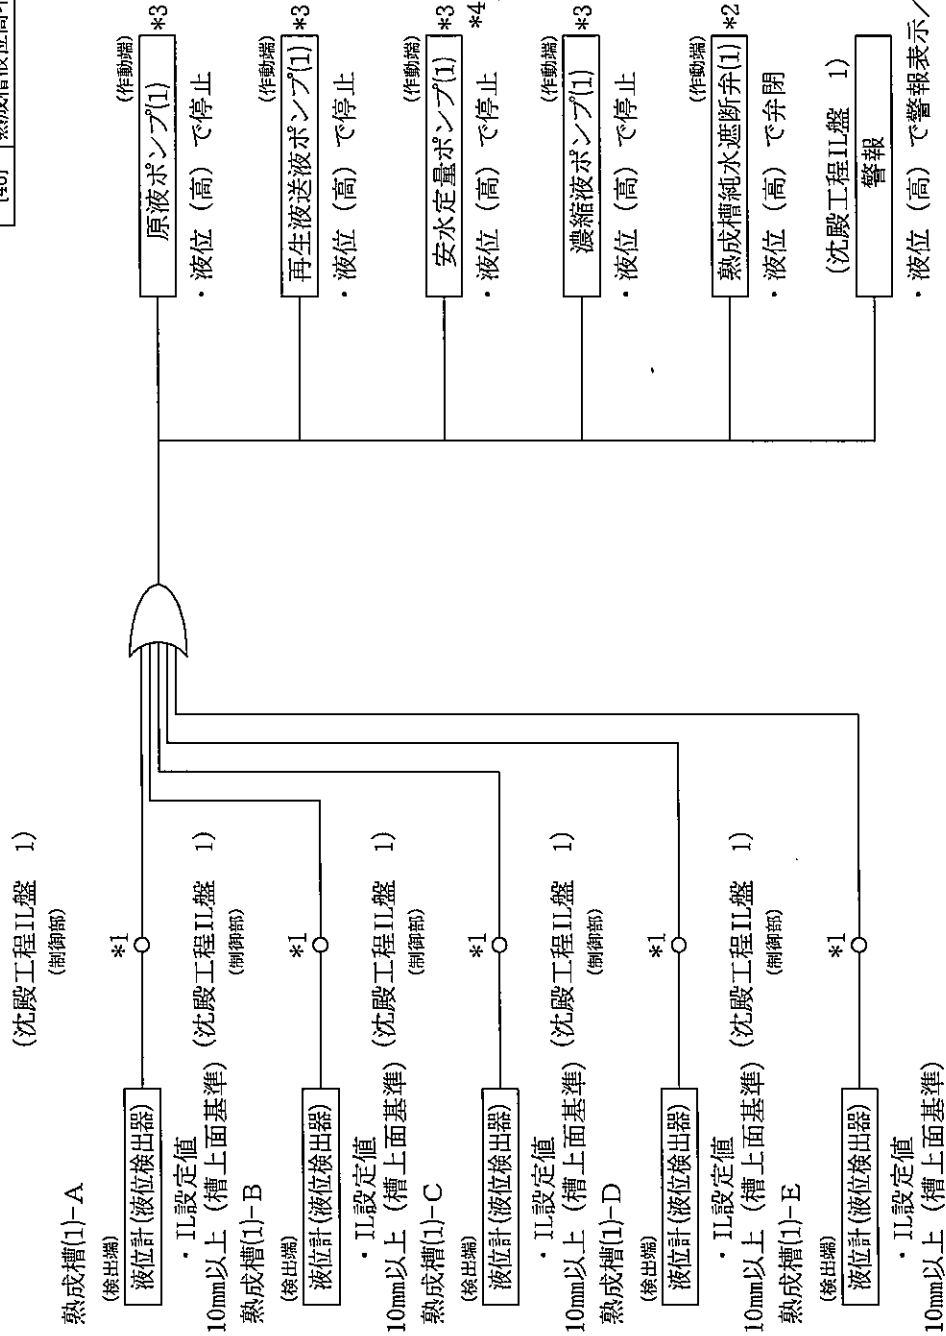 熟成槽(1)-A
(検出端)
液位計(液位検出器)
・IL設定値
10mm以上 (槽上面基準)
(沈殿工程IL盤 1)
(制御部)
*1
熟成槽(1)-B
(検出端)
液位計(液位検出器)
・IL設定値
10mm以上 (槽上面基準)
(沈殿工程IL盤 1)
(制御部)
*1
熟成槽(1)-C
(検出端)
液位計(液位検出器)
・IL設定値
10mm以上 (槽上面基準)
(沈殿工程IL盤 1)
(制御部)
*1
熟成槽(1)-D
(検出端)
液位計(液位検出器)
・IL設定値
10mm以上 (槽上面基準)
(沈殿工程IL盤 1)
(制御部)
*1
熟成槽(1)-E
(検出端)
液位計(液位検出器)
・IL設定値
10mm以上 (槽上面基準)
(沈殿工程IL盤 1)
(制御部)
*1
(作動端)
原液ポンプ(1) *3
・液位 (高) で停止
(作動端)
再生液送液ポンプ(1) *3
・液位 (高) で停止
(作動端)
安水定量ポンプ(1) *3
*4
・液位 (高) で停止
(作動端)
濃縮液ポンプ(1) *3
・液位 (高) で停止
(作動端)
熟成槽純水遮断弁(1) *2
・液位 (高) で弁閉
(沈殿工程IL盤 1)
警報
・液位 (高) で警報表示/